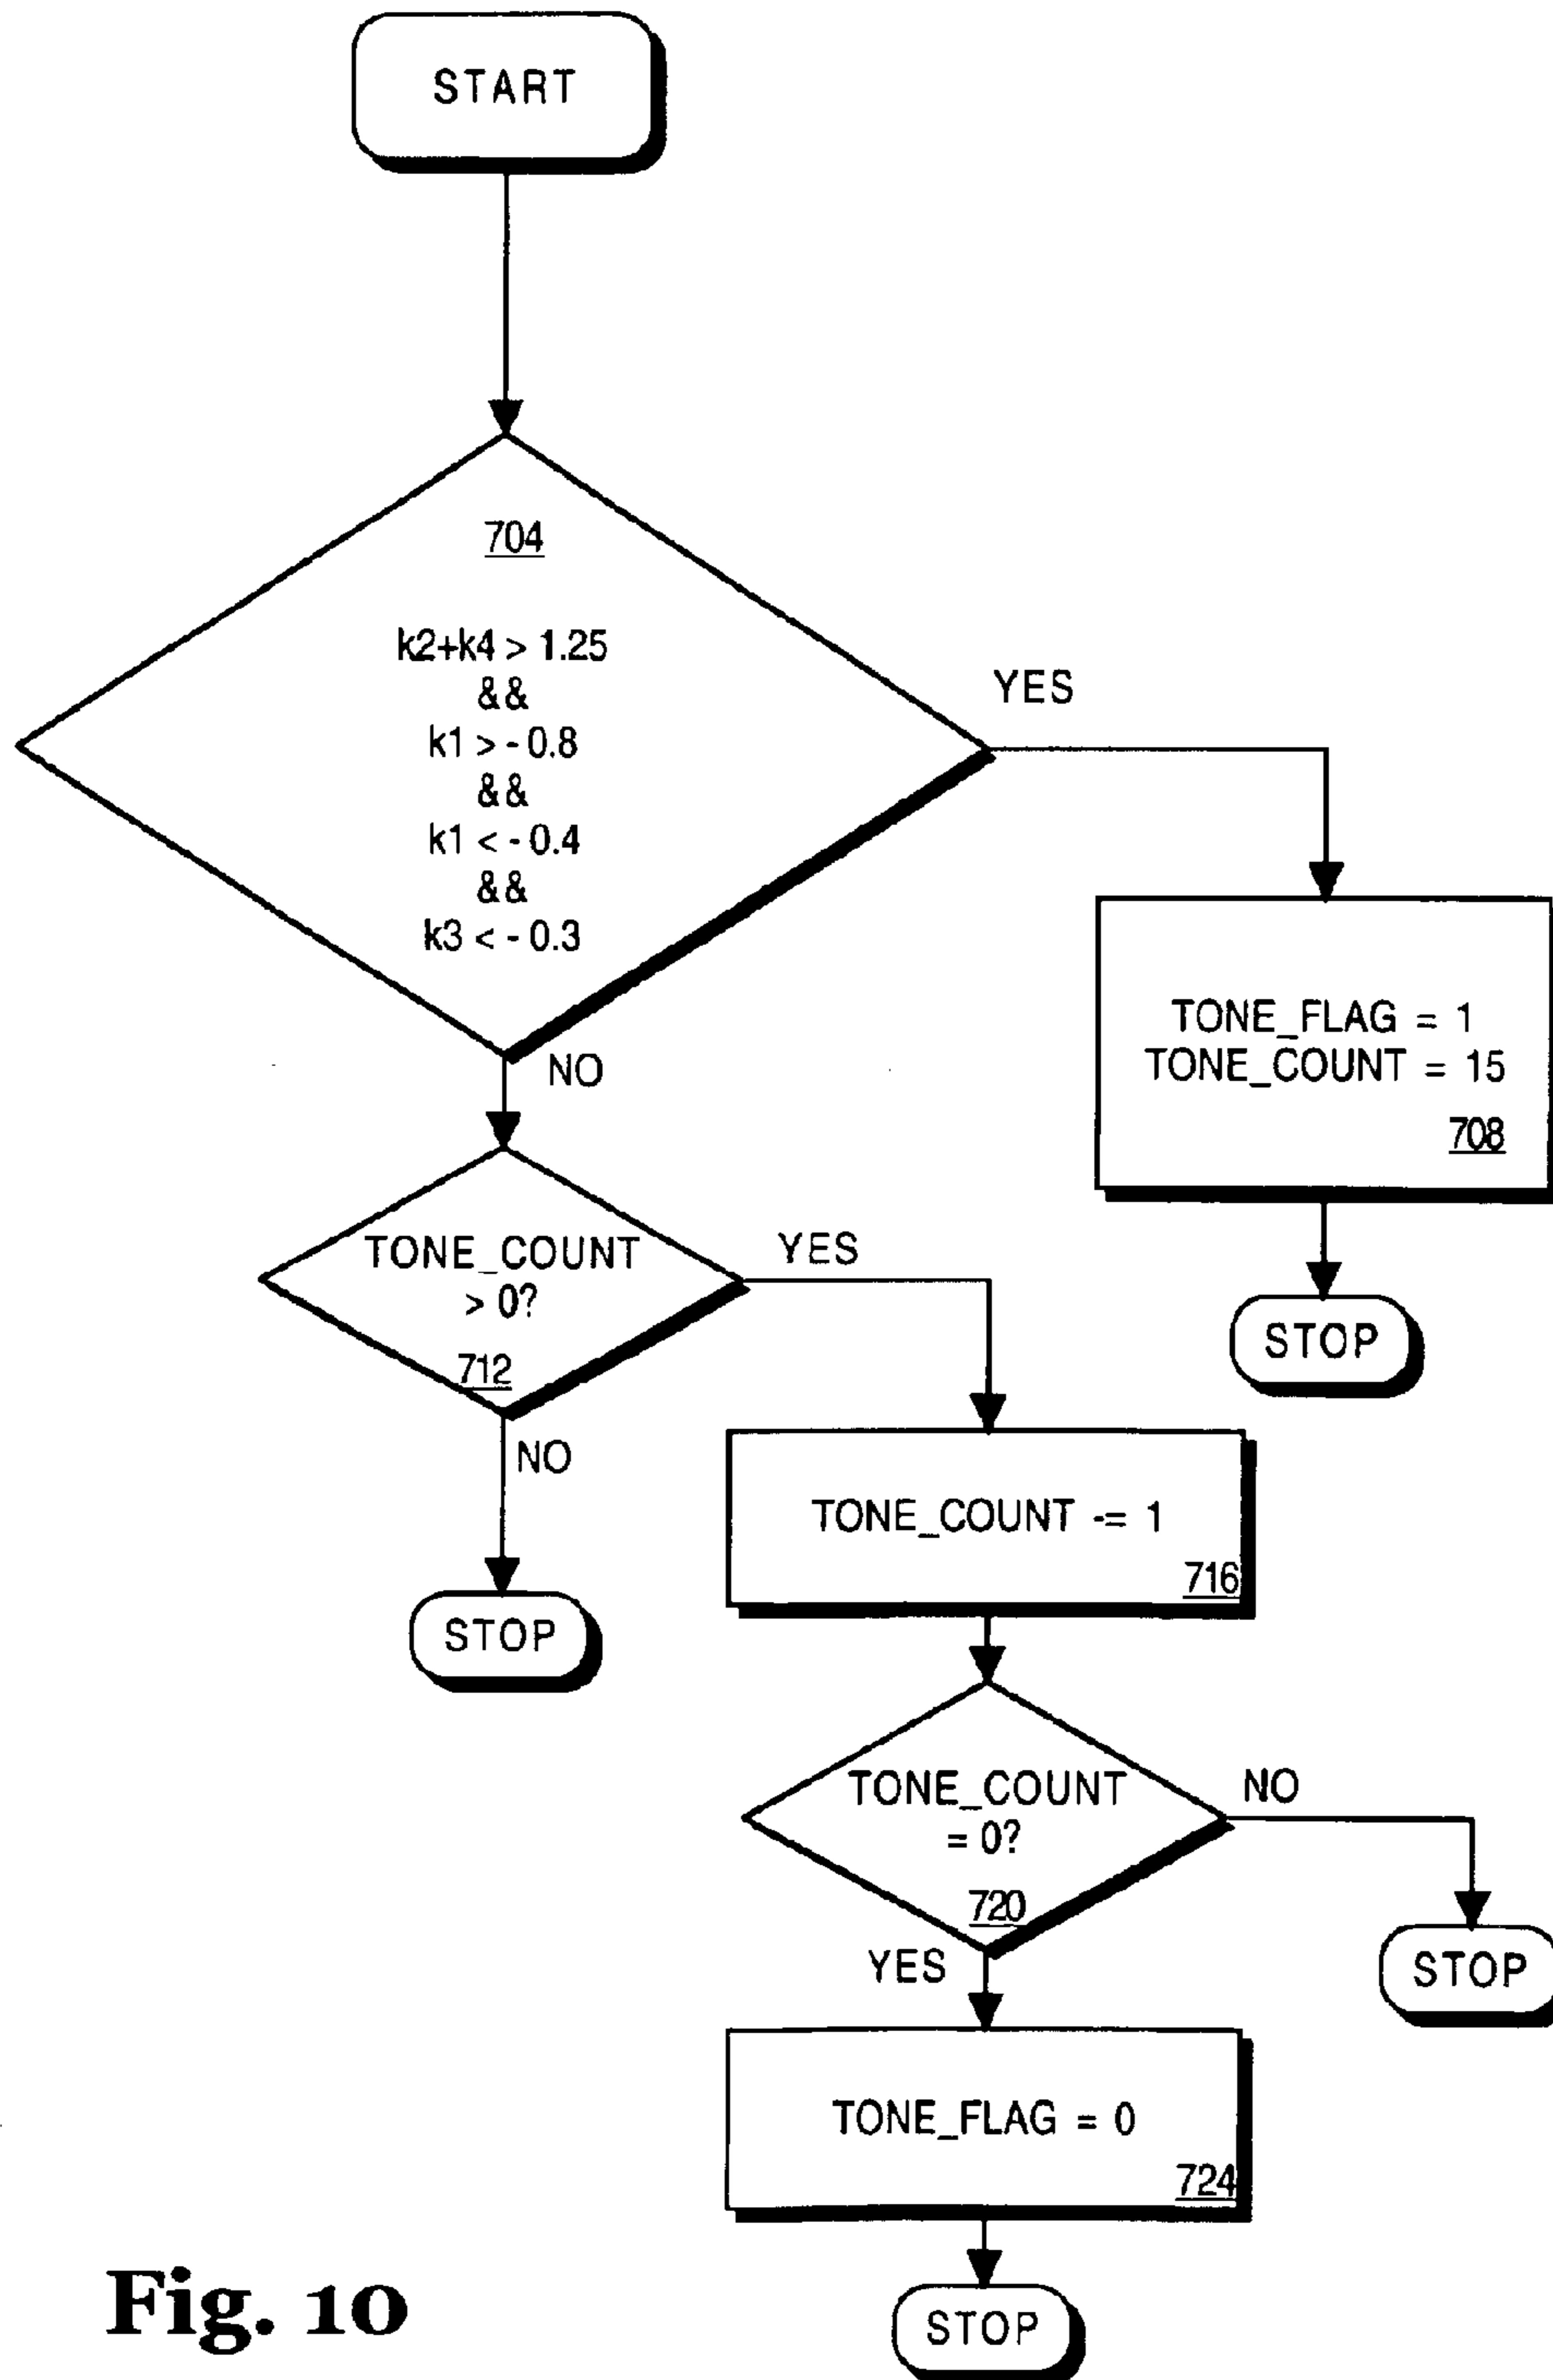 START
704
k2+k4 > 1.25
&&
k1 > - 0.8
&&
k1 < - 0.4
&&
k3 < - 0.3
YES
NO
TONE_FLAG = 1
TONE_COUNT = 15
708
STOP
TONE_COUNT
> 0?
712
YES
NO
STOP
TONE_COUNT -= 1
716
TONE_COUNT
= 0?
720
NO
STOP
YES
TONE_FLAG = 0
724
STOP
Fig. 10